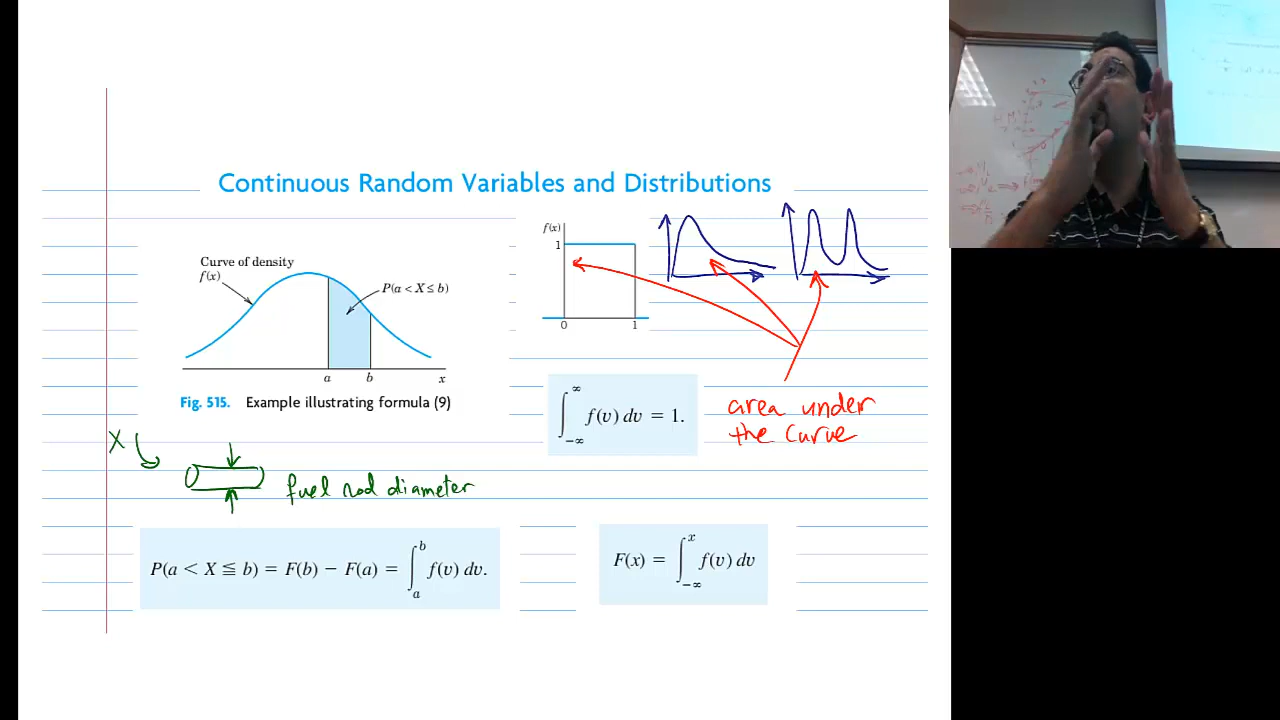 Continuous Random Variables and Distributions
Curve of density
f(x)
P(a < X ≦ b)
a b x
Fig. 515. Example illustrating formula (9)
f(x)
1
0 1
∫_{-∞}^{∞} f(v) dv = 1.
area under
the curve
X
fuel rod diameter
P(a < X ≦ b) = F(b) − F(a) = ∫_a^b f(v) dv.
F(x) = ∫_{-∞}^x f(v) dv